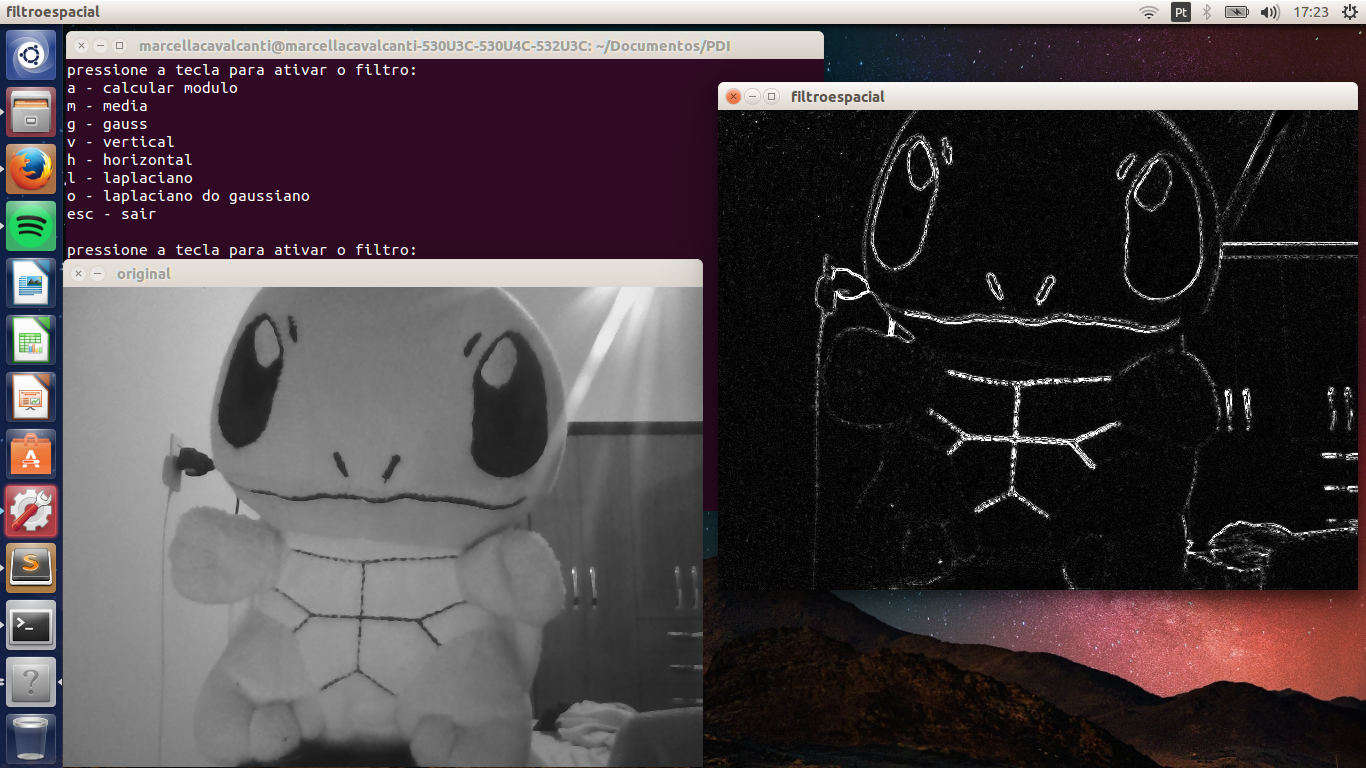 filtroespacial
Pt
17:23
marcellacavalcanti@marcellacavalcanti-530U3C-530U4C-532U3C: ~/Documentos/PDI
pressione a tecla para ativar o filtro:
a - calcular modulo
m - media
g - gauss
v - vertical
h - horizontal
l - laplaciano
o - laplaciano do gaussiano
esc - sair
pressione a tecla para ativar o filtro:
filtroespacial
original